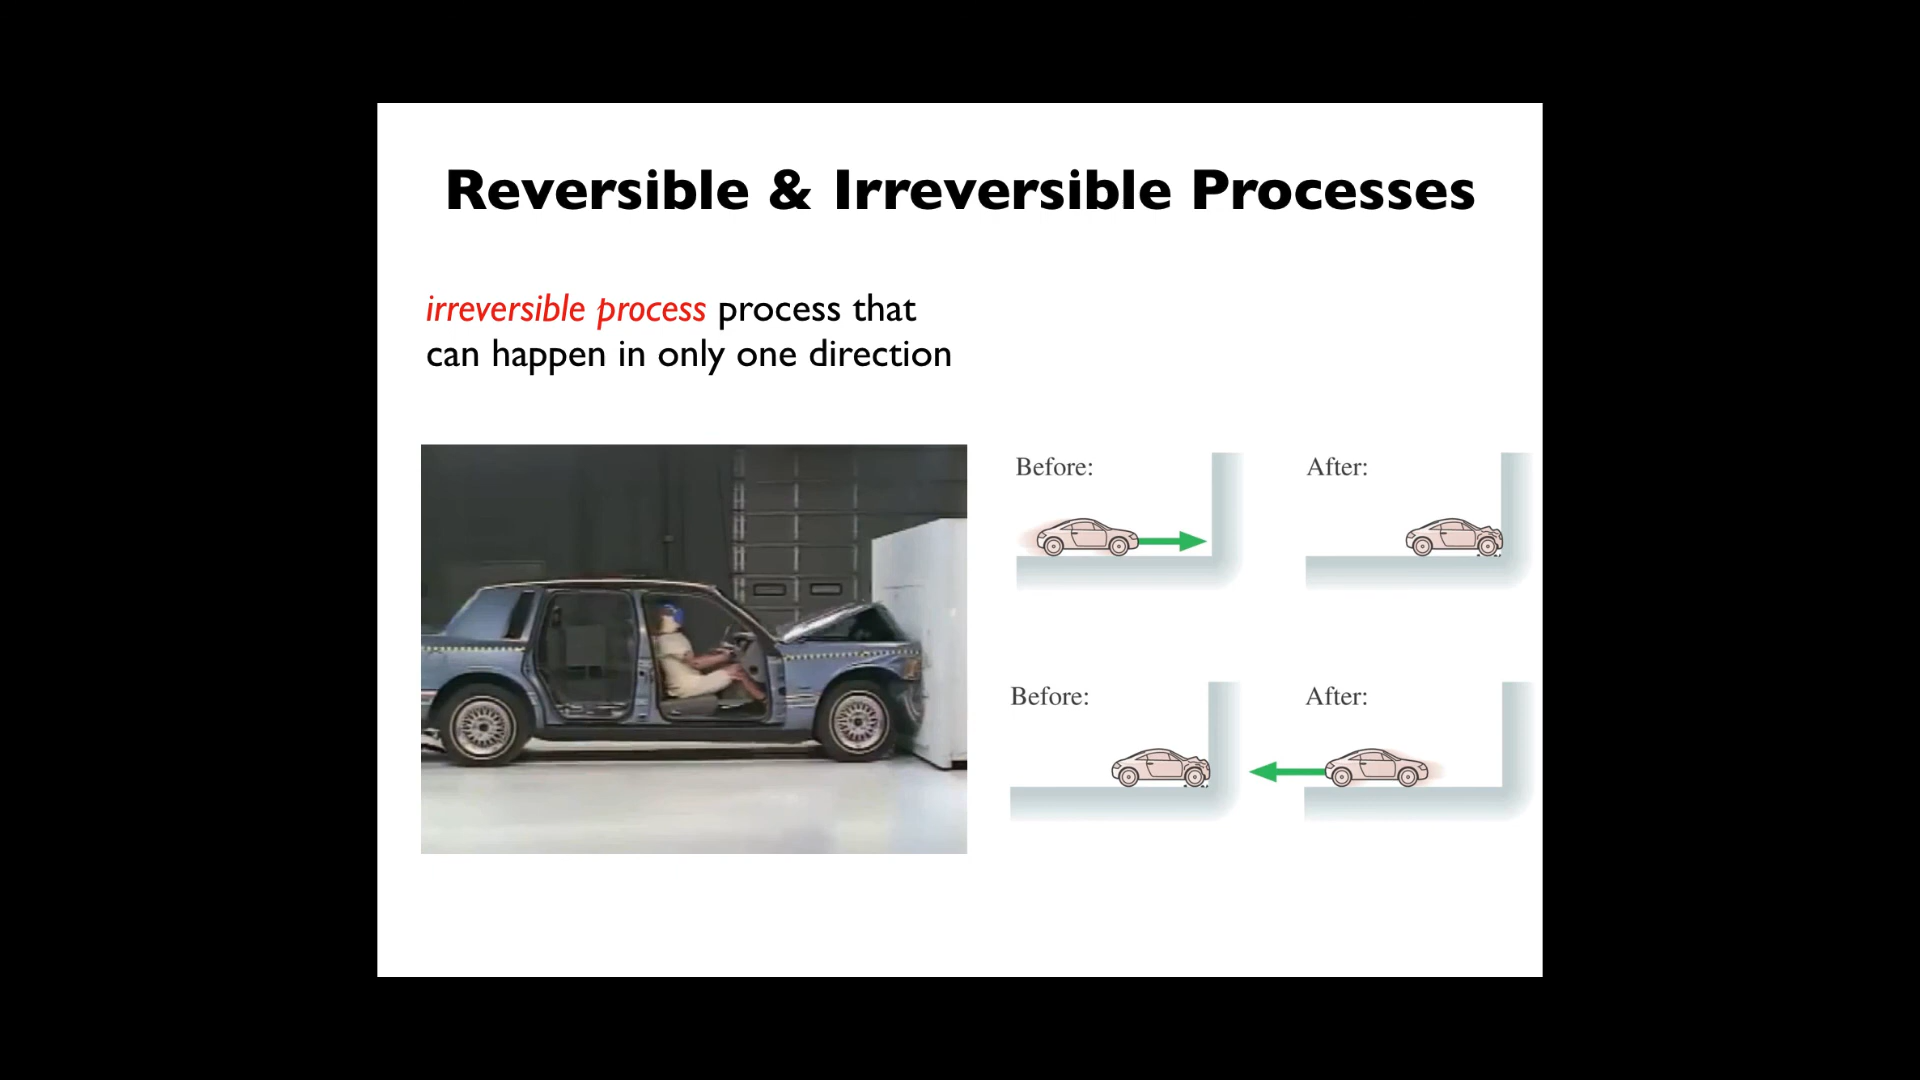 Reversible & Irreversible Processes
irreversible process process that
can happen in only one direction
Before:
After:
Before:
After: